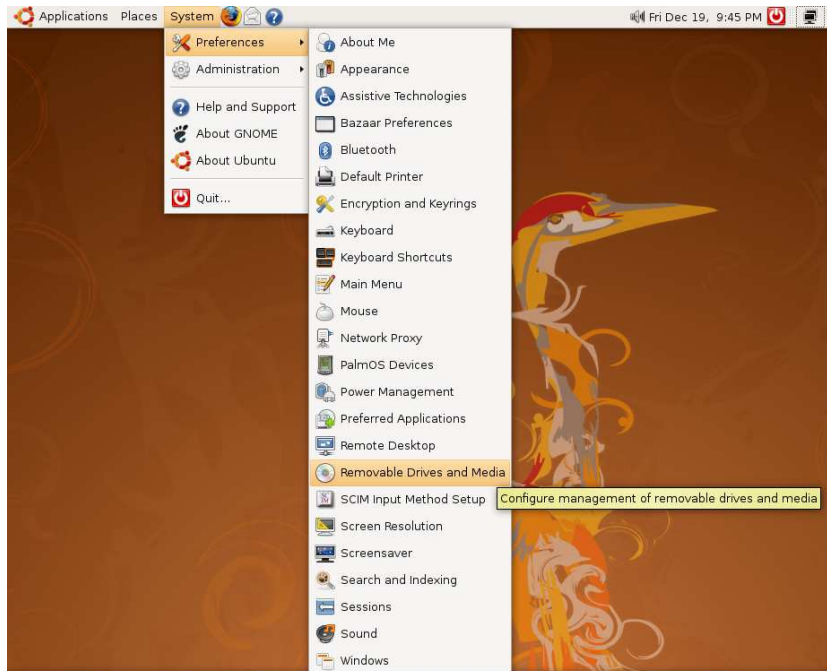 Applications Places System Fri Dec 19, 9:45 PM
Preferences
Administration
Help and Support
About GNOME
About Ubuntu
Quit...
About Me
Appearance
Assistive Technologies
Bazaar Preferences
Bluetooth
Default Printer
Encryption and Keyrings
Keyboard
Keyboard Shortcuts
Main Menu
Mouse
Network Proxy
PalmOS Devices
Power Management
Preferred Applications
Remote Desktop
Removable Drives and Media
SCIM Input Method Setup
Configure management of removable drives and media
Screen Resolution
Screensaver
Search and Indexing
Sessions
Sound
Windows